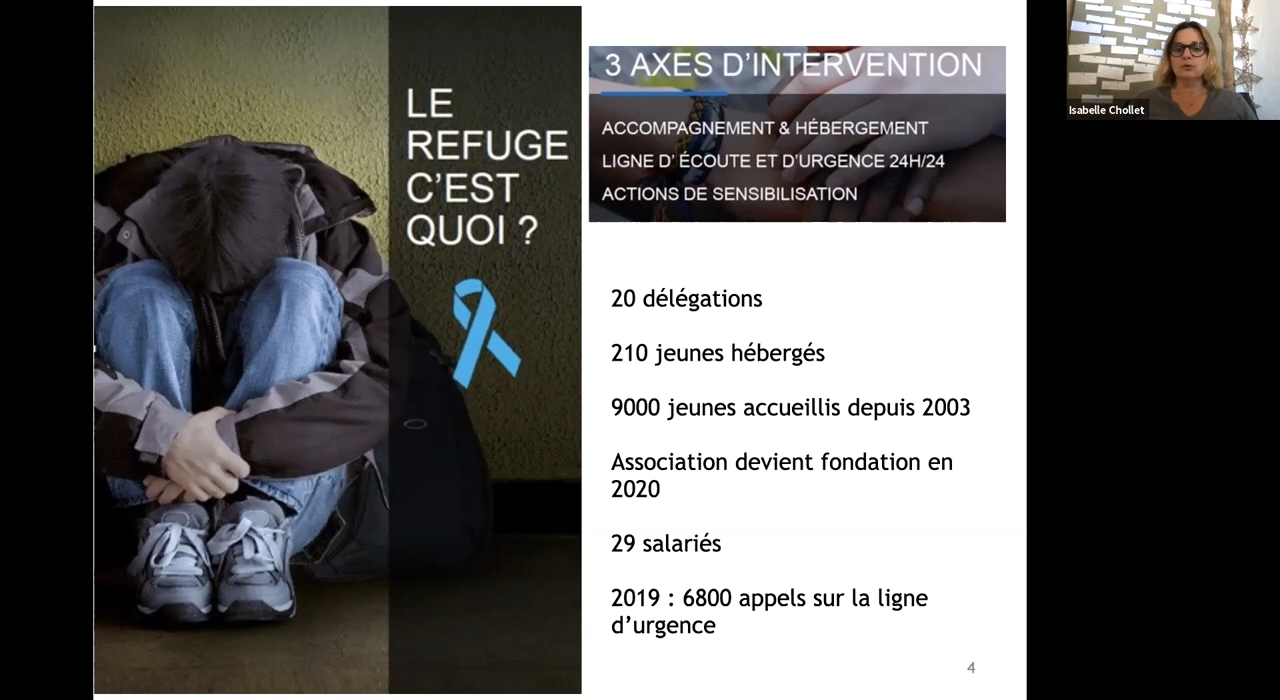 LE
REFUGE
C’EST
QUOI ?
3 AXES D’INTERVENTION
ACCOMPAGNEMENT & HÉBERGEMENT
LIGNE D’ ÉCOUTE ET D’URGENCE 24H/24
ACTIONS DE SENSIBILISATION
20 délégations
210 jeunes hébergés
9000 jeunes accueillis depuis 2003
Association devient fondation en
2020
29 salariés
2019 : 6800 appels sur la ligne
d’urgence
4
Isabelle Chollet